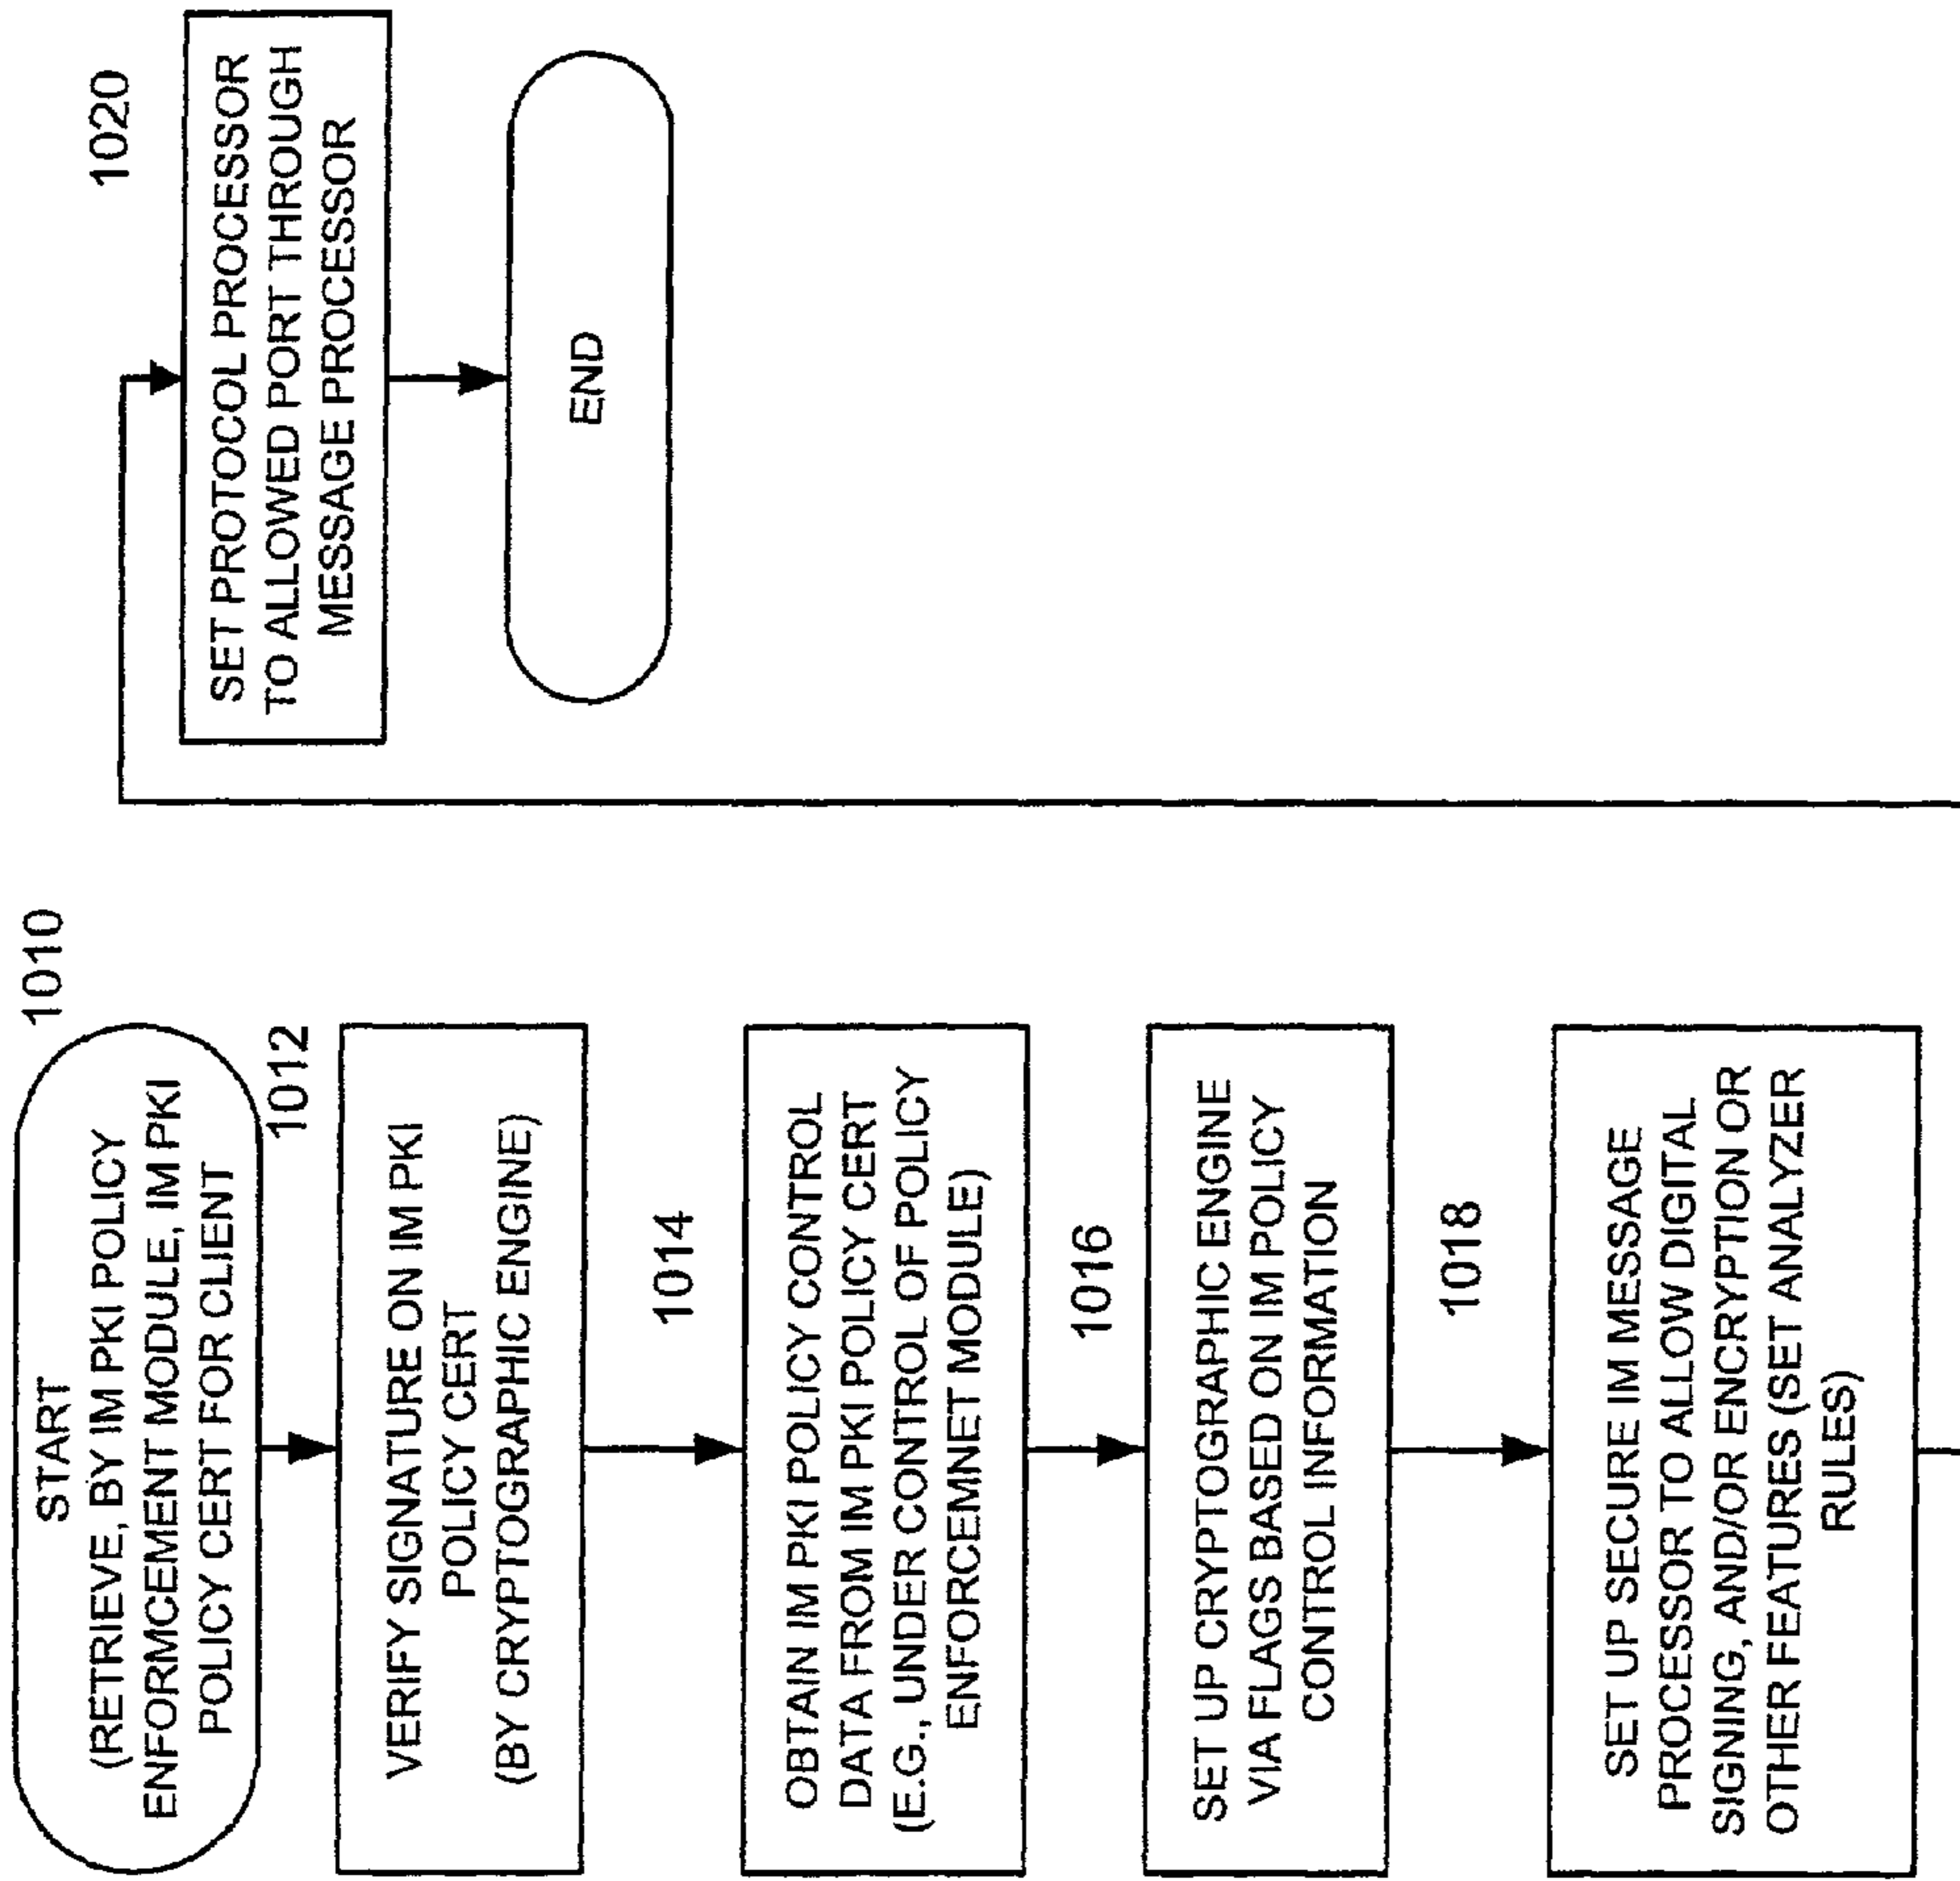 1010
START
(RETRIEVE, BY IM PKI POLICY
ENFORMCEMENT MODULE, IM PKI
POLICY CERT FOR CLIENT
1012
VERIFY SIGNATURE ON IM PKI
POLICY CERT
(BY CRYPTOGRAPHIC ENGINE)
1014
OBTAIN IM PKI POLICY CONTROL
DATA FROM IM PKI POLICY CERT
(E.G., UNDER CONTROL OF POLICY
ENFORCEMNET MODULE)
1016
SET UP CRYPTOGRAPHIC ENGINE
VIA FLAGS BASED ON IM POLICY
CONTROL INFORMATION
1018
SET UP SECURE IM MESSAGE
PROCESSOR TO ALLOW DIGITAL
SIGNING, AND/OR ENCRYPTION OR
OTHER FEATURES (SET ANALYZER
RULES)
1020
SET PROTOCOL PROCESSOR
TO ALLOWED PORT THROUGH
MESSAGE PROCESSOR
END